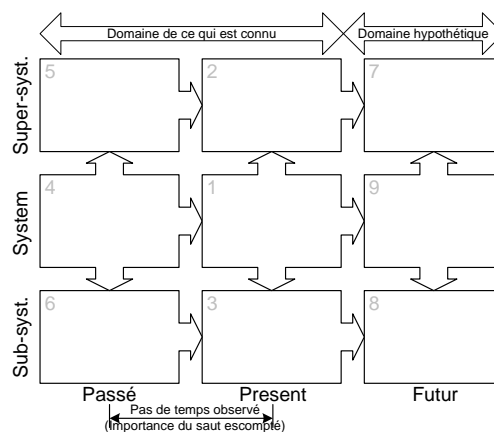 Domaine de ce qui est connu
Domaine hypothétique
Super-syst.
5
2
7
System
4
1
9
Sub-syst.
6
3
8
Passé
Present
Futur
Pas de temps observé
(Importance du saut escompté)